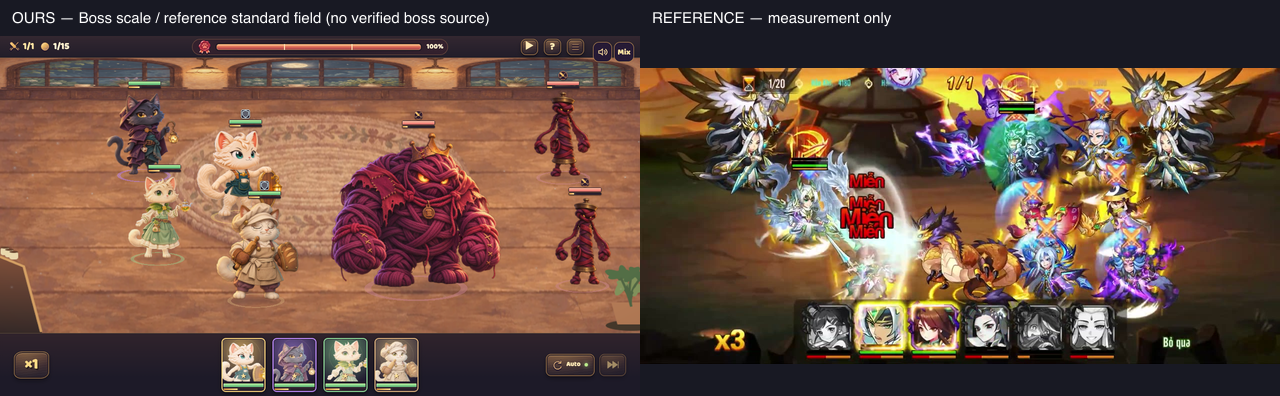 OURS — Boss scale / reference standard field (no verified boss source)
REFERENCE — measurement only
1/1
1/15
100%
?
Mix
1/20
1/1
Miễn
Miễn
Miễn
Miễn
x1
Auto
x3
Bỏ qua